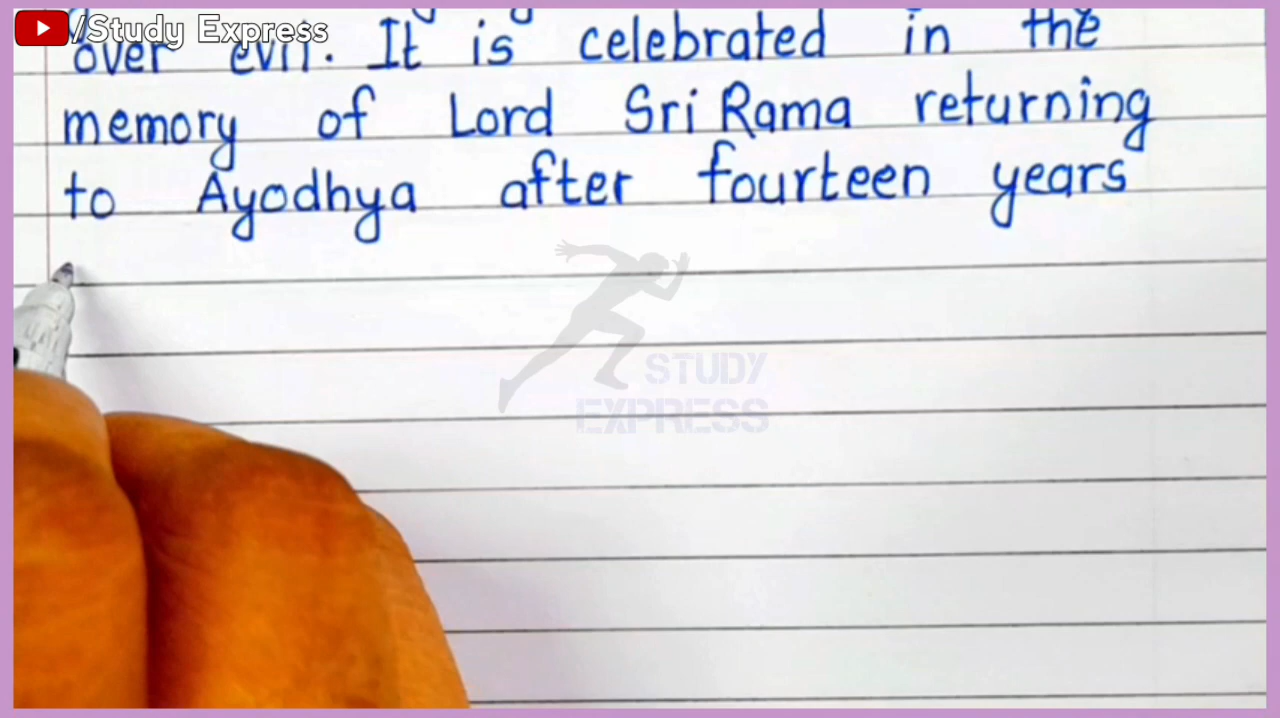 /Study Express
over evil. It is celebrated in the
memory of Lord Sri Rama returning
to Ayodhya after fourteen years
STUDY
EXPRESS